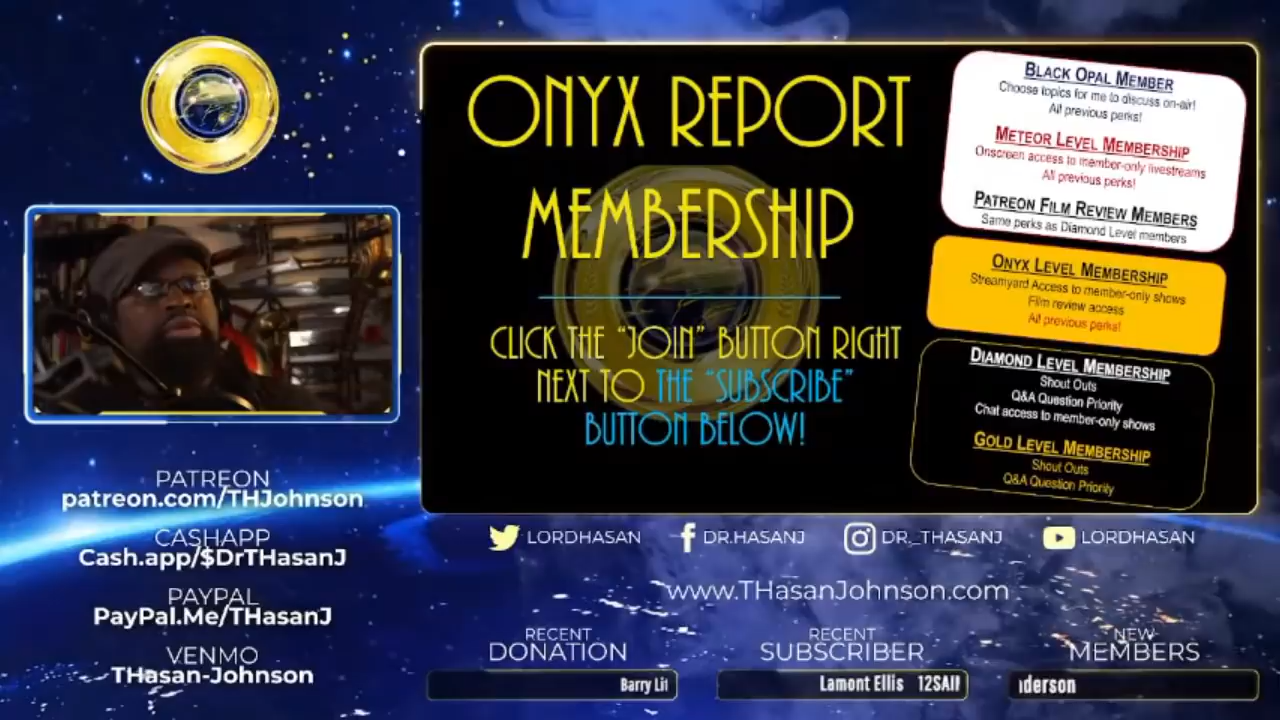 ONYX REPORT
MEMBERSHIP
CLICK THE “JOIN” BUTTON RIGHT
NEXT TO THE “SUBSCRIBE”
BUTTON BELOW!
BLACK OPAL MEMBER
Choose topics for me to discuss on-air!
All previous perks!
METEOR LEVEL MEMBERSHIP
Onscreen access to member-only livestreams
All previous perks!
PATREON FILM REVIEW MEMBERS
Same perks as Diamond Level members
ONYX LEVEL MEMBERSHIP
Streamyard Access to member-only shows
Film review access
All previous perks!
DIAMOND LEVEL MEMBERSHIP
Shout Outs
Q&A Question Priority
Chat access to member-only shows
GOLD LEVEL MEMBERSHIP
Shout Outs
Q&A Question Priority
PATREON
patreon.com/THJohnson
CASHAPP
Cash.app/$DrTHasanJ
PAYPAL
PayPal.Me/THasanJ
VENMO
THasan-Johnson
LORDHASAN DR.HASANJ DR._THASANJ LORDHASAN
www.THasanJohnson.com
RECENT
DONATION
Barry Lit
RECENT
SUBSCRIBER
Lamont Ellis
NEW
MEMBERS
derson